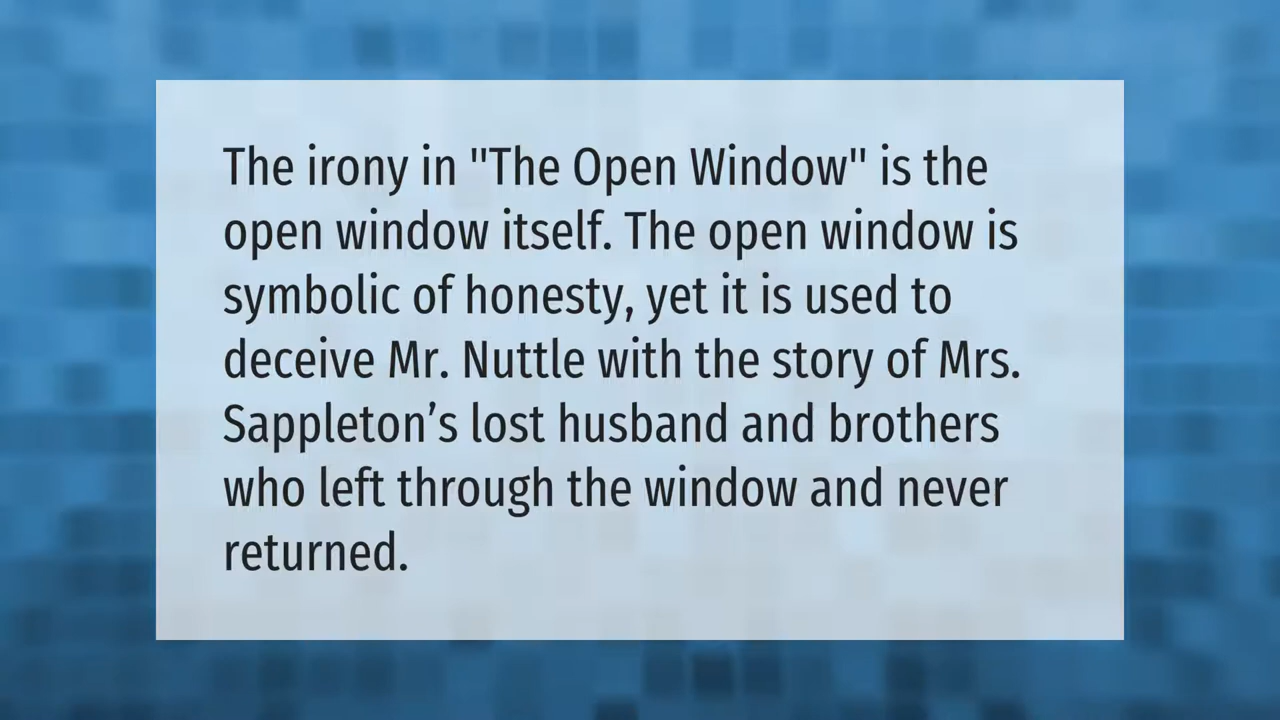 The irony in "The Open Window" is the
open window itself. The open window is
symbolic of honesty, yet it is used to
deceive Mr. Nuttle with the story of Mrs.
Sappleton’s lost husband and brothers
who left through the window and never
returned.